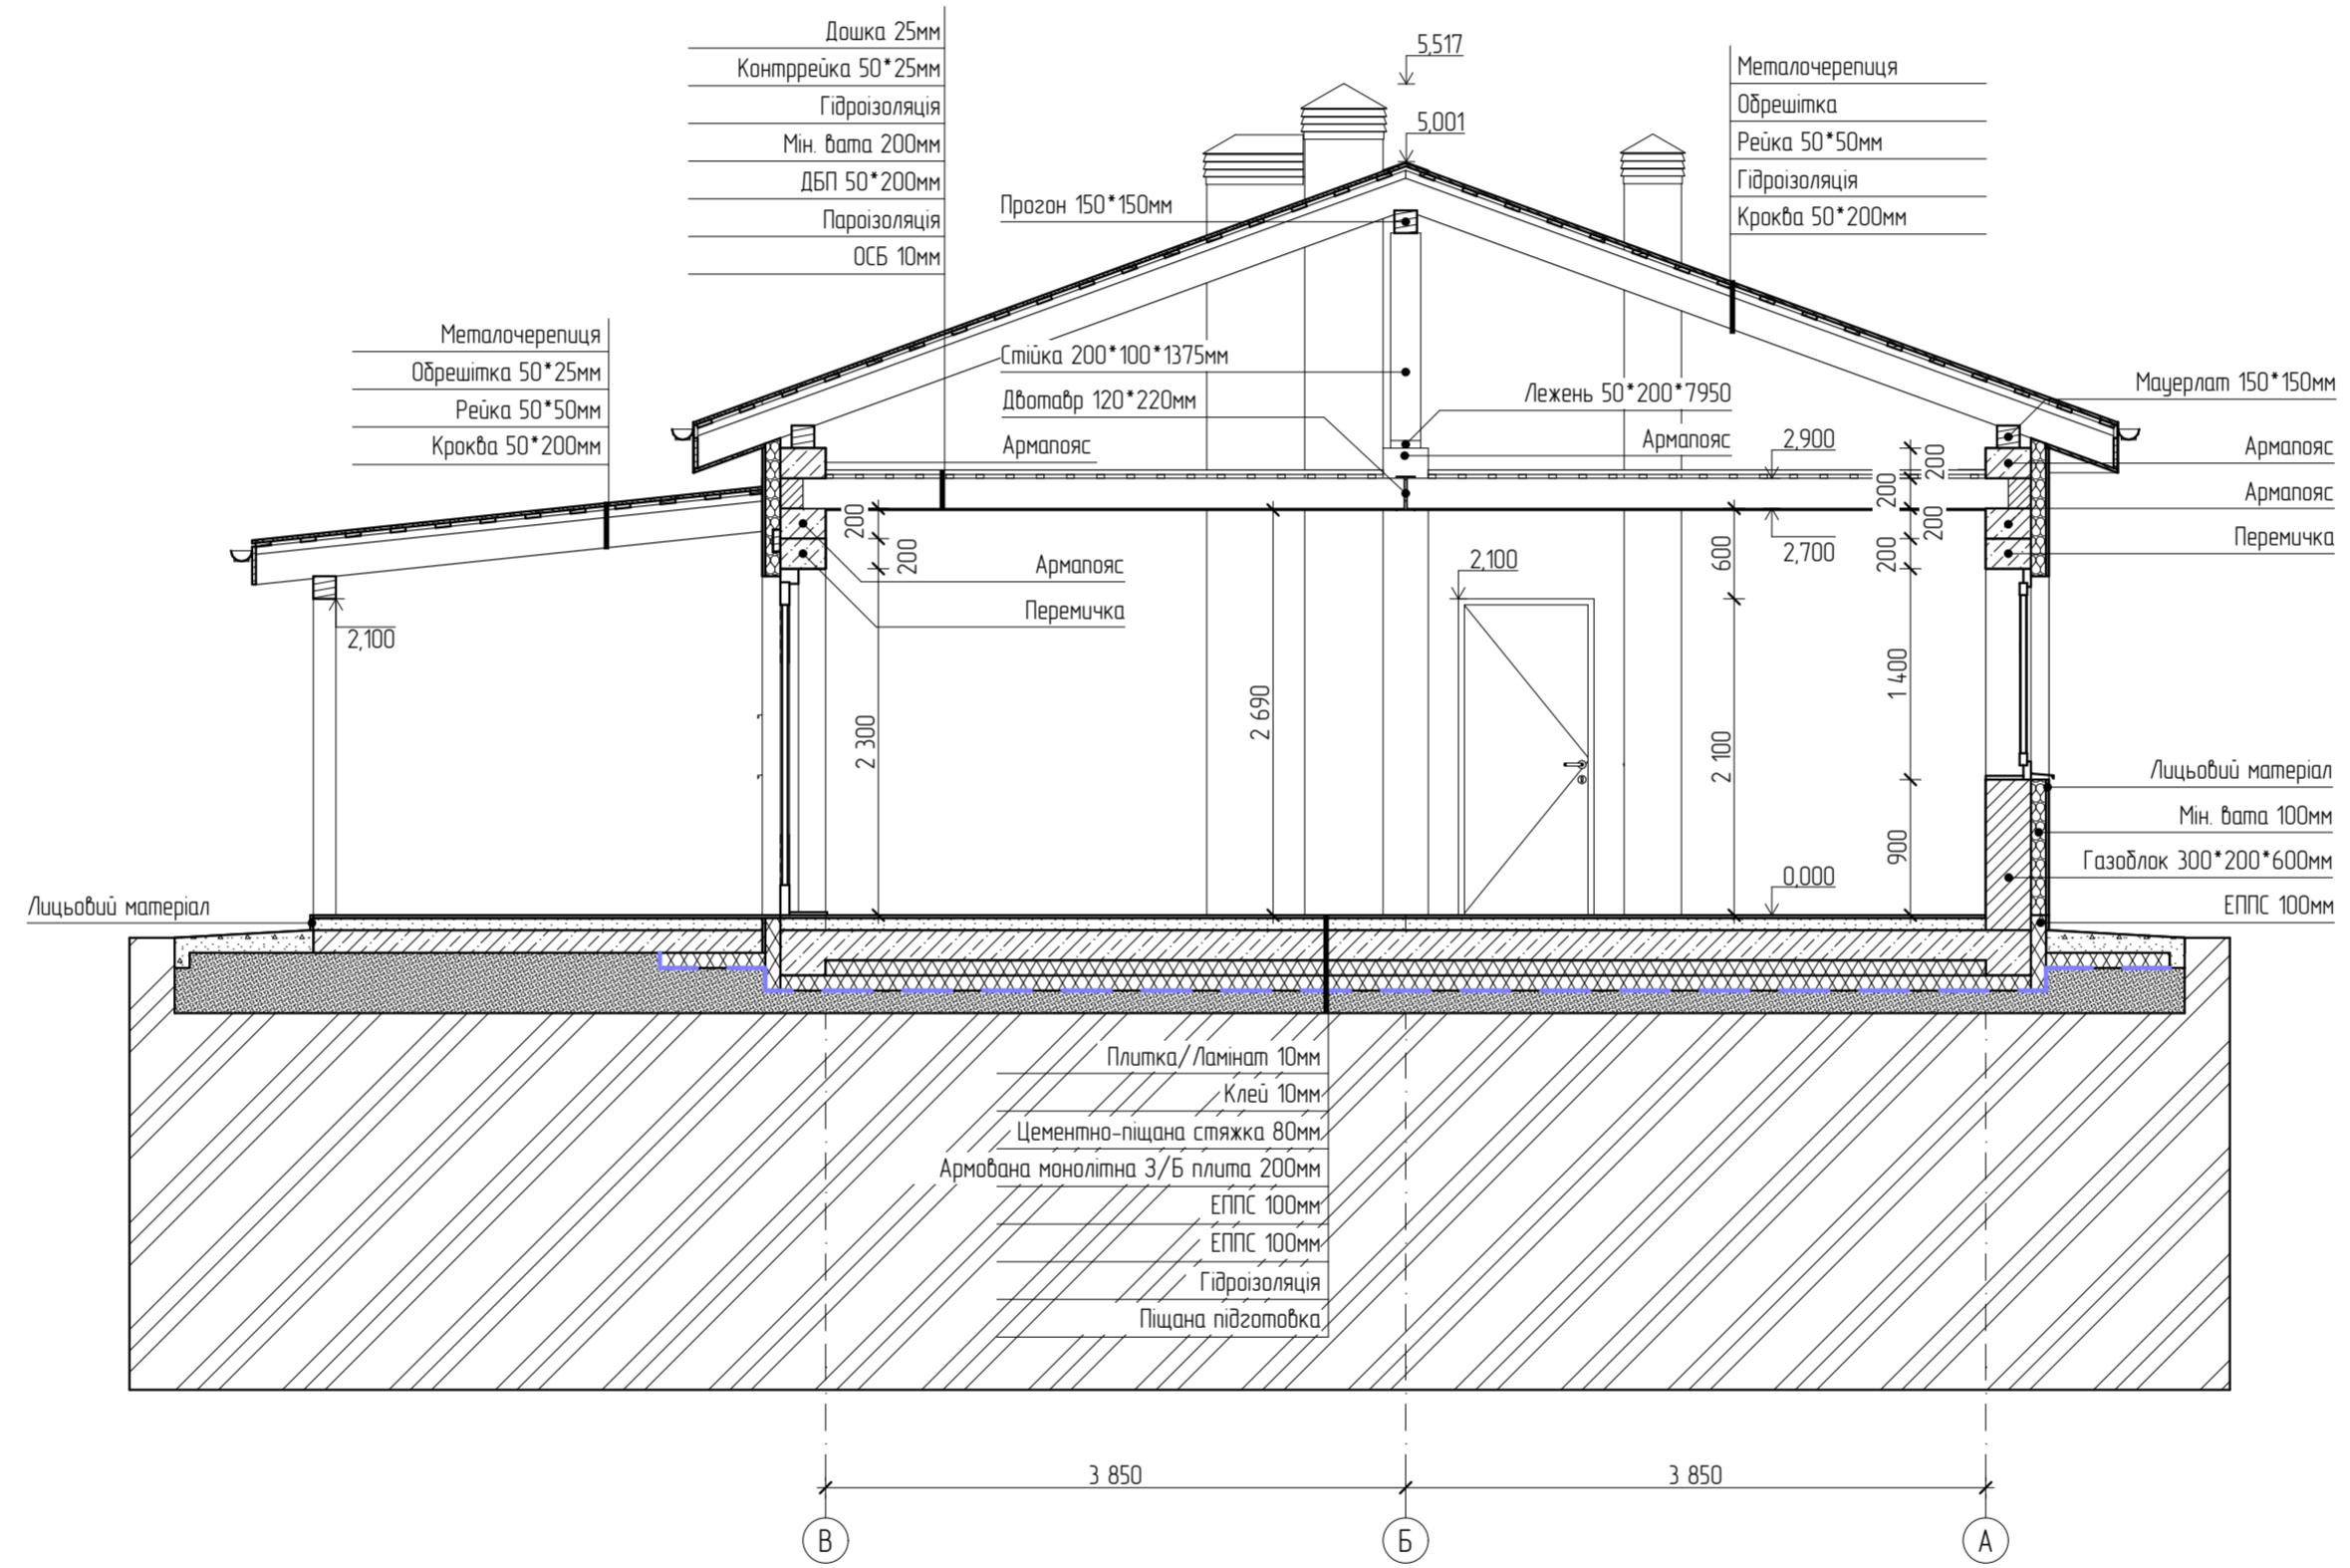 Дошка 25мм
Контррейка 50*25мм
Гідроізоляція
Мін. вата 200мм
ДБП 50*200мм
Пароізоляція
ОСБ 10мм
5,517
5,001
Металочерепиця
Обрешітка
Рейка 50*50мм
Гідроізоляція
Кроква 50*200мм
Прогон 150*150мм
Металочерепиця
Обрешітка 50*25мм
Рейка 50*50мм
Кроква 50*200мм
Стійка 200*100*1375мм
Двотавр 120*220мм
Армапояс
Лежень 50*200*7950
Армапояс
2,900
Мауерлат 150*150мм
Армапояс
Армапояс
Перемичка
200
200
200
200
200
200
600
2,700
2,100
2,100
Армапояс
Перемичка
2 300
2 690
2 100
1 400
900
0,000
Лицьовий матеріал
Мін. вата 100мм
Газоблок 300*200*600мм
ЕППС 100мм
Лицьовий матеріал
Плитка/Ламінат 10мм
Клей 10мм
Цементно-піщана стяжка 80мм
Армована монолітна З/Б плита 200мм
ЕППС 100мм
ЕППС 100мм
Гідроізоляція
Піщана підготовка
3 850
3 850
В
Б
А